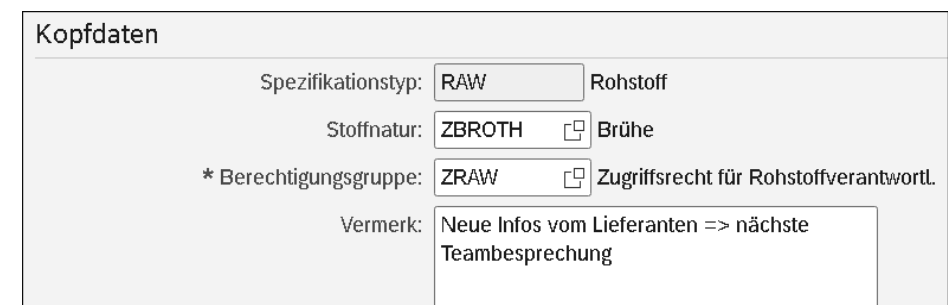 Kopfdaten
Spezifikationstyp: RAW Rohstoff
Stoffnatur: ZBROTH Brühe
* Berechtigungsgruppe: ZRAW Zugriffsrecht für Rohstoffverantwortl.
Vermerk: Neue Infos vom Lieferanten => nächste
Teambesprechung